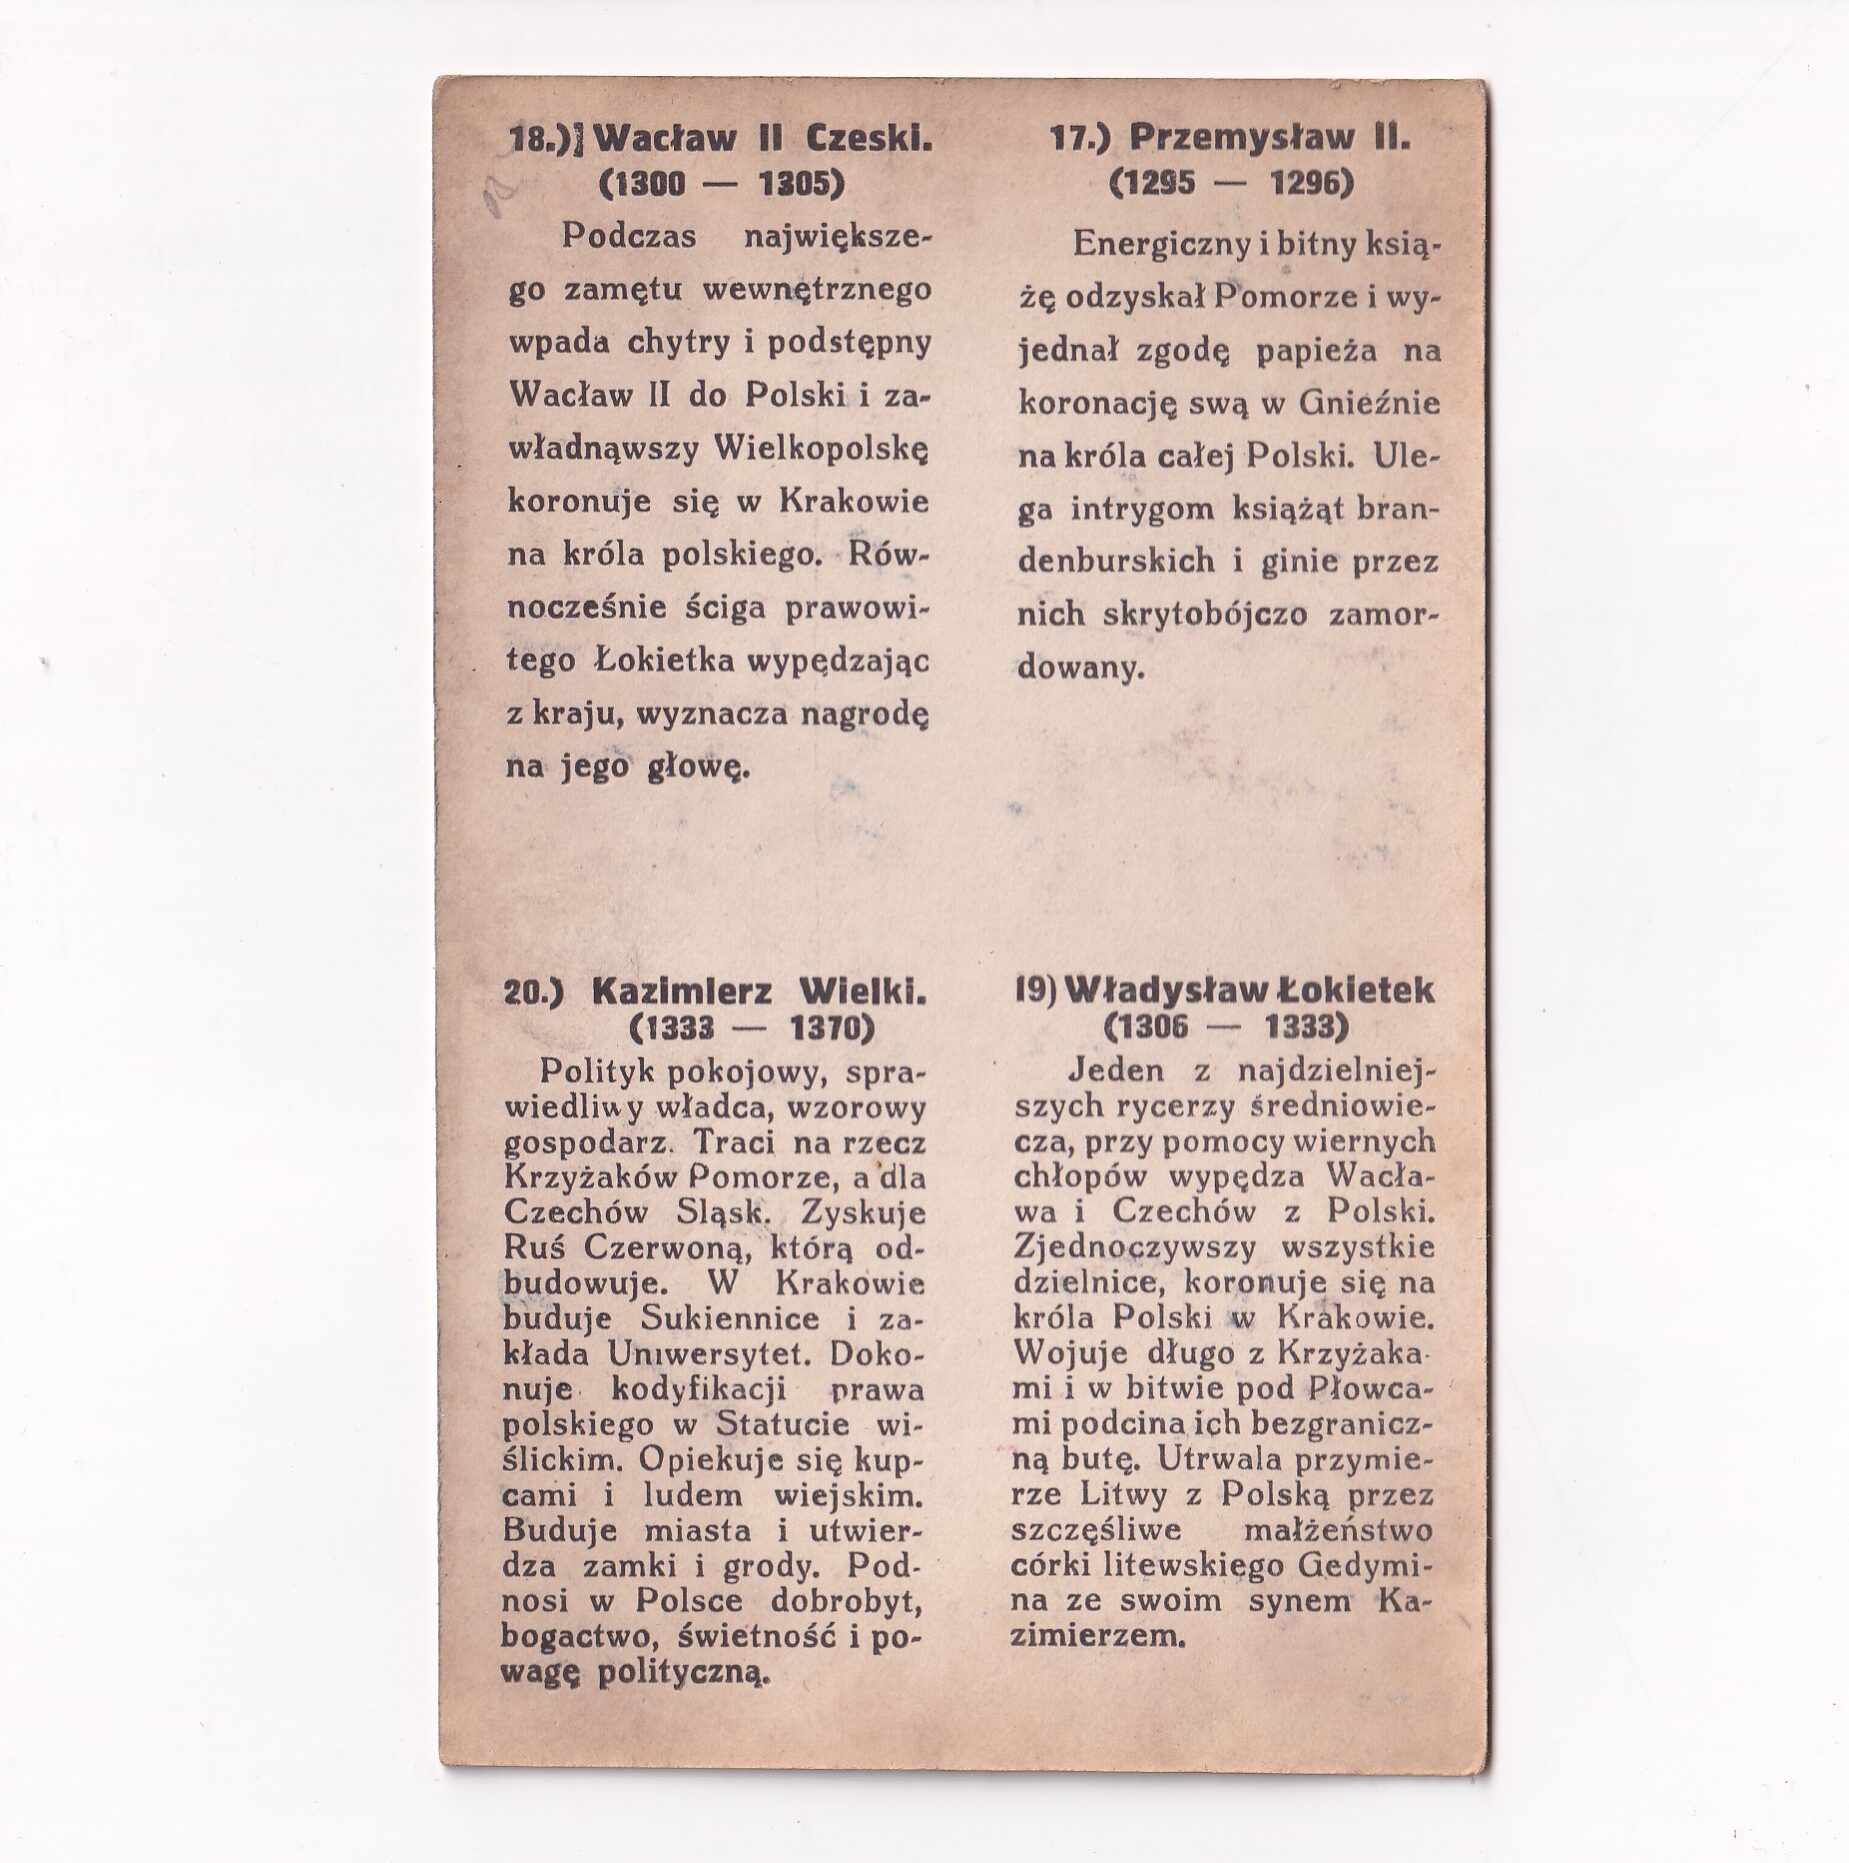 18.) Wacław II Czeski.
(1300 — 1305)
Podczas największe-
go zamętu wewnętrznego
wpada chytry i podstępny
Wacław II do Polski i za-
władnąwszy Wielkopolskę
koronuje się w Krakowie
na króla polskiego. Rów-
nocześnie ściga prawowi-
tego Łokietka wypędzając
z kraju, wyznacza nagrodę
na jego głowę.
17.) Przemysław II.
(1295 — 1296)
Energiczny i bitny ksią-
żę odzyskał Pomorze i wy-
jednał zgodę papieża na
koronację swą w Gnieźnie
na króla całej Polski. Ule-
ga intrygom książąt bran-
denburskich i ginie przez
nich skrytobójczo zamor-
dowany.
20.) Kazimierz Wielki.
(1333 — 1370)
Polityk pokojowy, spra-
wiedliwy władca, wzorowy
gospodarz. Traci na rzecz
Krzyżaków Pomorze, a dla
Czechów Sląsk. Zyskuje
Ruś Czerwoną, którą od-
budowuje. W Krakowie
buduje Sukiennice i za-
kłada Uniwersytet. Doko-
nuje kodyfikacji prawa
polskiego w Statucie wi-
ślickim. Opiekuje się kup-
cami i ludem wiejskim.
Buduje miasta i utwier-
dza zamki i grody. Pod-
nosi w Polsce dobrobyt,
bogactwo, świetność i po-
wagę polityczną.
19) Władysław Łokietek
(1306 — 1333)
Jeden z najdzielniej-
szych rycerzy średniowie-
cza, przy pomocy wiernych
chłopów wypędza Wacła-
wa i Czechów z Polski.
Zjednoczywszy wszystkie
dzielnice, koronuje się na
króla Polski w Krakowie.
Wojuje długo z Krzyżaka-
mi i w bitwie pod Płowca-
mi podcina ich bezgranicz-
ną butę. Utrwala przymie-
rze Litwy z Polską przez
szczęśliwe małżeństwo
córki litewskiego Gedymi-
na ze swoim synem Ka-
zimierzem.